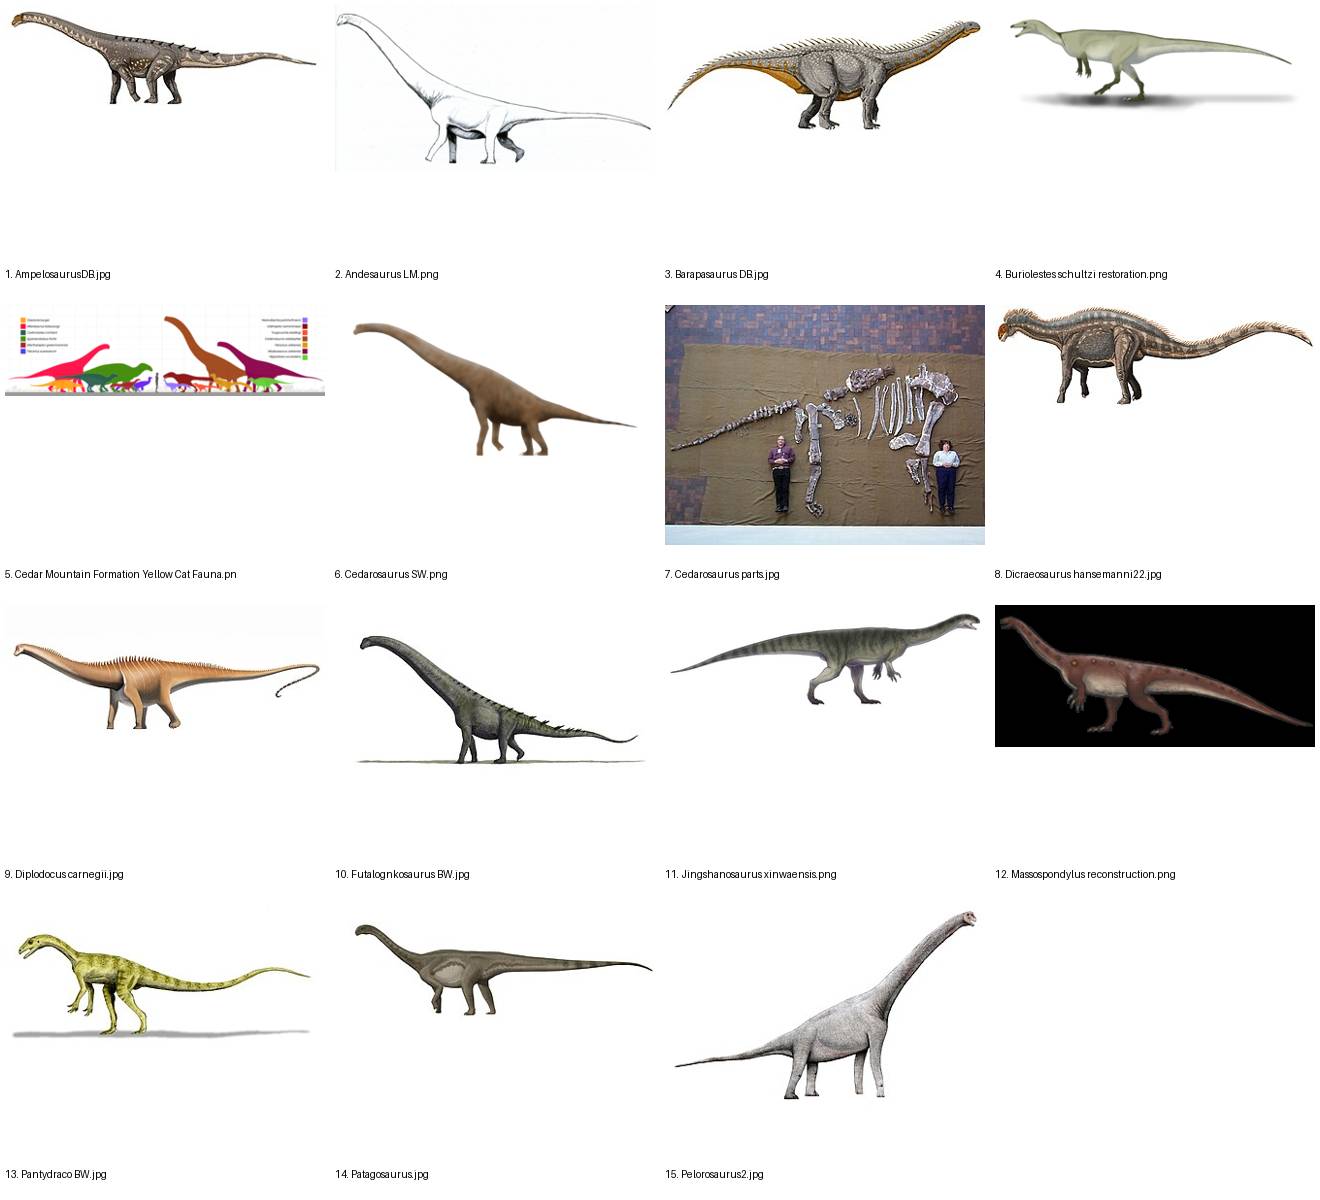 1. AmpelosaurusDB.jpg
2. Andesaurus LM.png
3. Barapasaurus DB.jpg
4. Buriolestes schultzi restoration.png
5. Cedar Mountain Formation Yellow Cat Fauna.pn
6. Cedarosaurus SW.png
7. Cedarosaurus parts.jpg
8. Dicraeosaurus hansemanni22.jpg
9. Diplodocus carnegii.jpg
10. Futalognkosaurus BW.jpg
11. Jingshanosaurus xinwaensis.png
12. Massospondylus reconstruction.png
13. Pantydraco BW.jpg
14. Patagosaurus.jpg
15. Pelorosaurus2.jpg